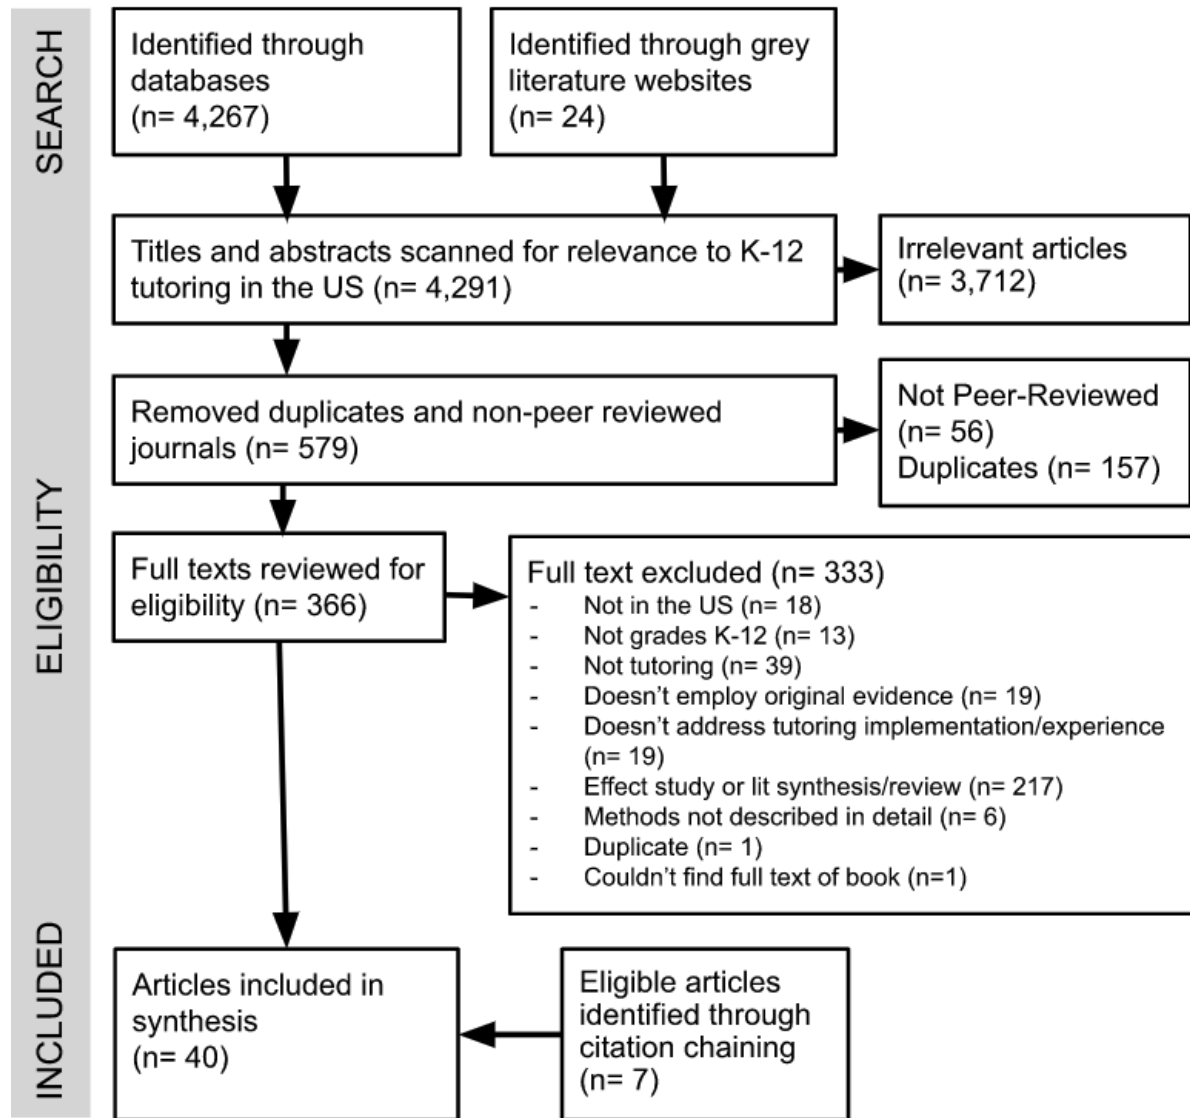 SEARCH
Identified through
databases
(n= 4,267)
Identified through grey
literature websites
(n= 24)
Titles and abstracts scanned for relevance to K-12
tutoring in the US (n= 4,291)
Irrelevant articles
(n= 3,712)
ELIGIBILITY
Removed duplicates and non-peer reviewed
journals (n= 579)
Not Peer-Reviewed
(n= 56)
Duplicates (n= 157)
Full texts reviewed for
eligibility (n= 366)
Full text excluded (n= 333)
- Not in the US (n= 18)
- Not grades K-12 (n= 13)
- Not tutoring (n= 39)
- Doesn’t employ original evidence (n= 19)
- Doesn’t address tutoring implementation/experience
(n= 19)
- Effect study or lit synthesis/review (n= 217)
- Methods not described in detail (n= 6)
- Duplicate (n= 1)
- Couldn’t find full text of book (n=1)
INCLUDED
Articles included in
synthesis
(n= 40)
Eligible articles
identified through
citation chaining
(n= 7)